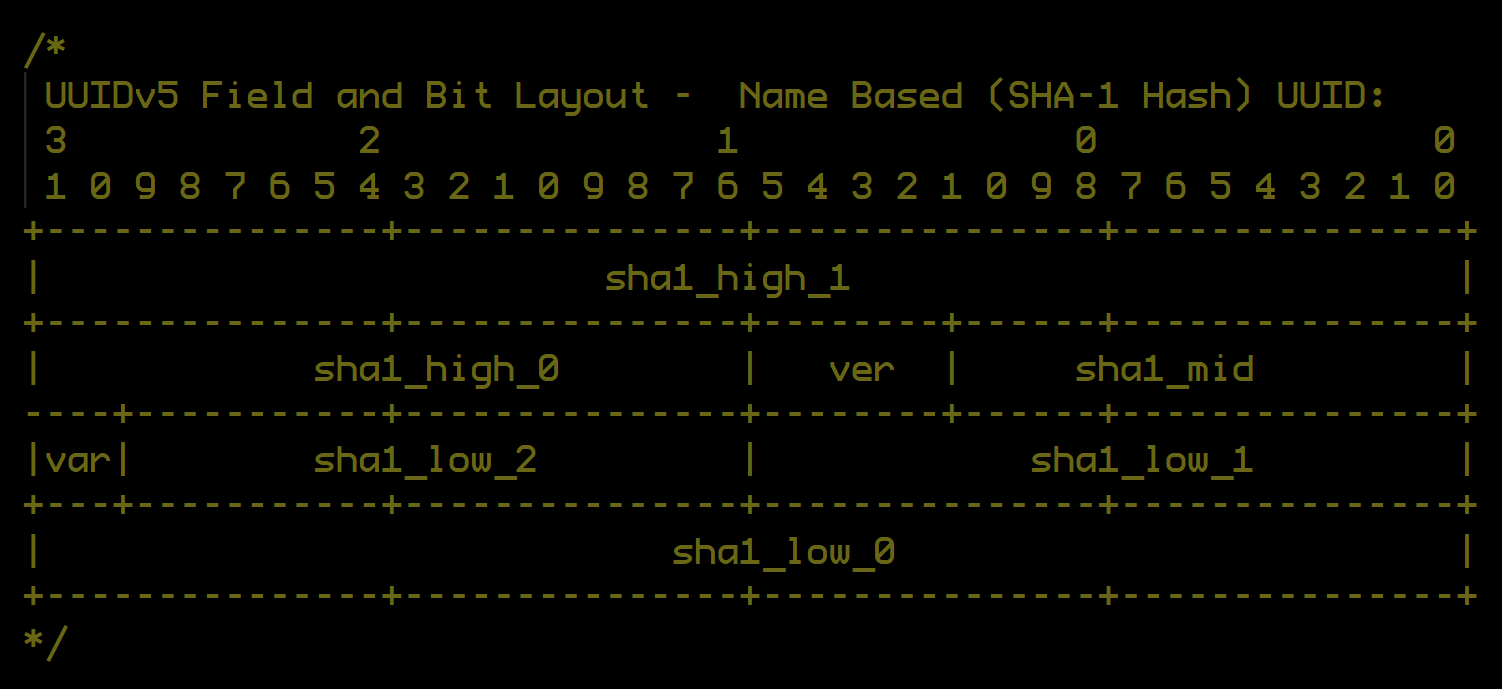 /*
 UUIDv5 Field and Bit Layout -  Name Based (SHA-1 Hash) UUID:
 3             2               1               0               0
 1 0 9 8 7 6 5 4 3 2 1 0 9 8 7 6 5 4 3 2 1 0 9 8 7 6 5 4 3 2 1 0
+---------------+---------------+---------------+---------------+
|                         sha1_high_1                           |
+---------------+---------------+--------+------+---------------+
|            sha1_high_0        |   ver  |     sha1_mid         |
----+-----------+---------------+--------+------+---------------+
|var|        sha1_low_2         |            sha1_low_1         |
+---+-----------+---------------+---------------+---------------+
|                            sha1_low_0                         |
+---------------+---------------+---------------+---------------+
*/